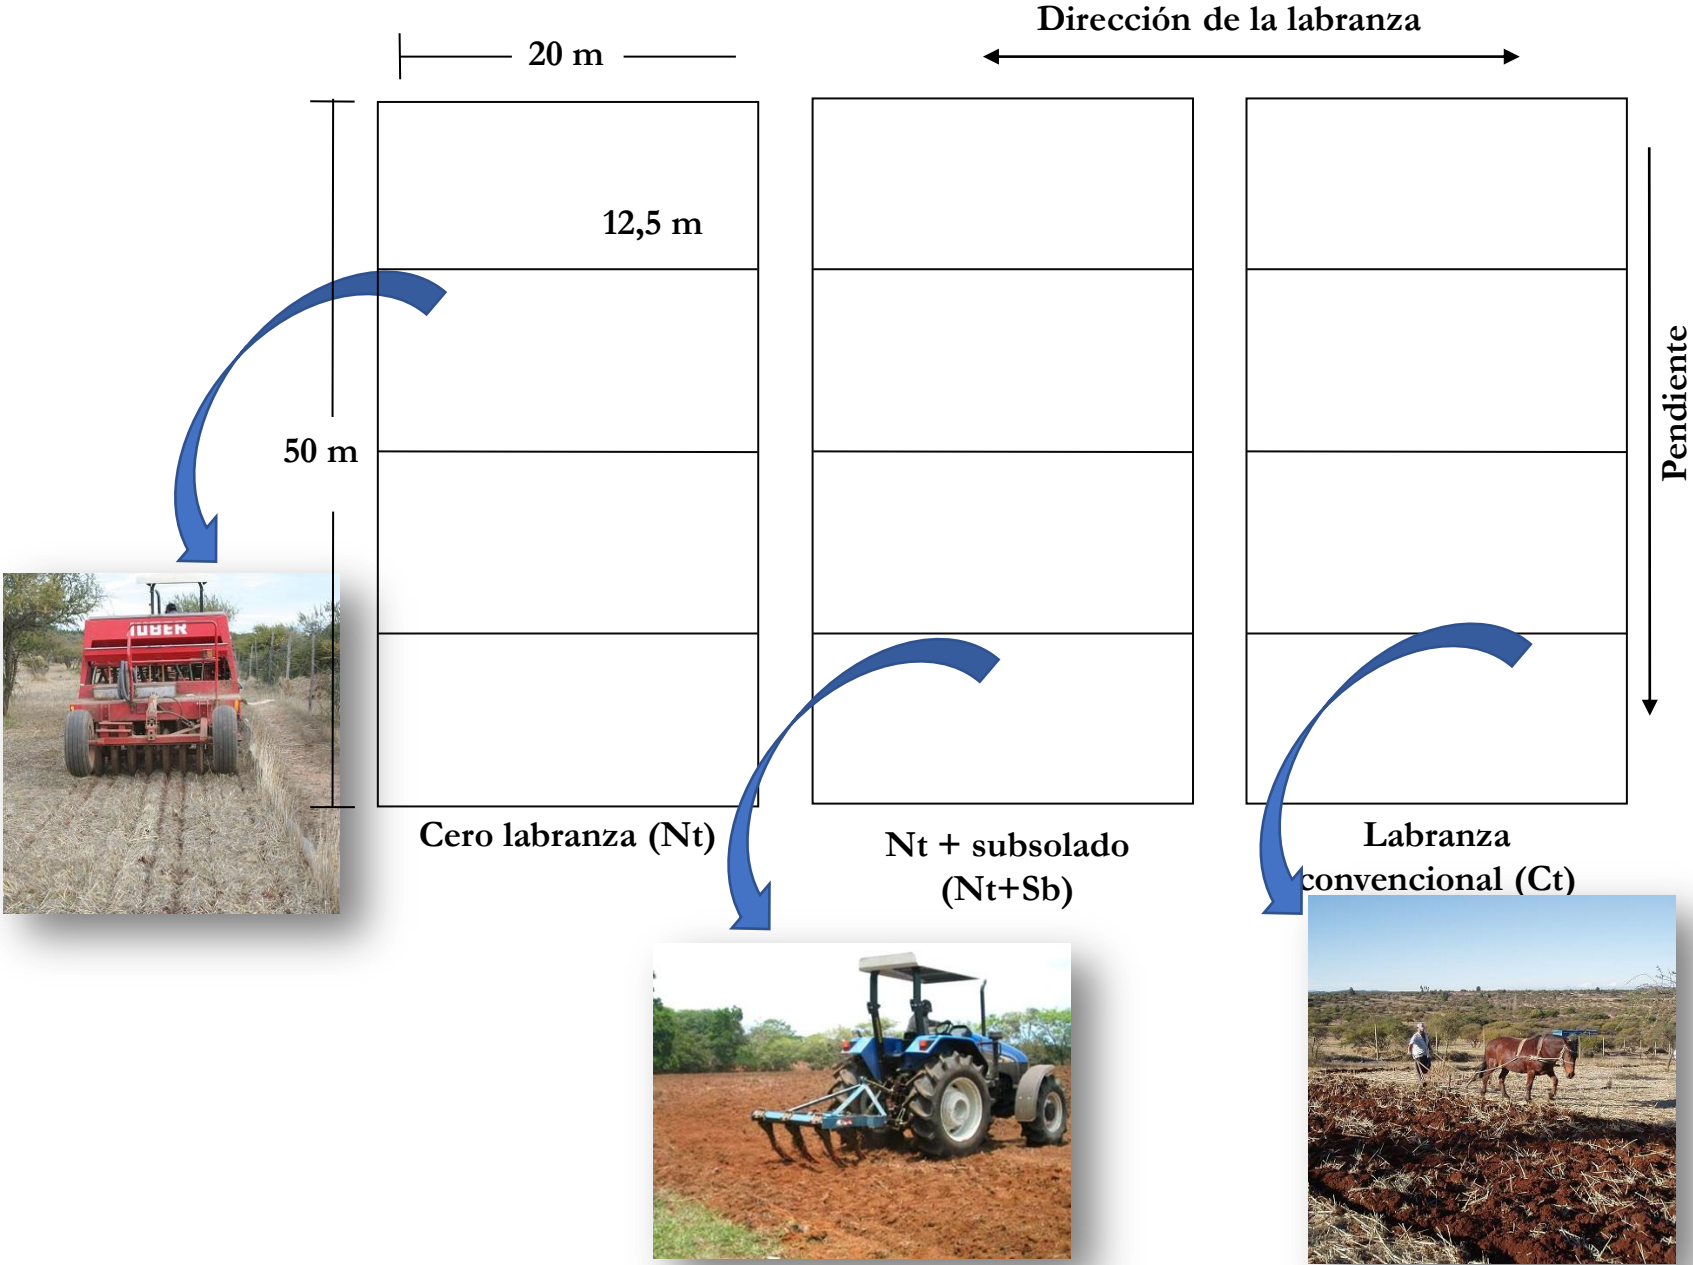 Dirección de la labranza
20 m
12,5 m
50 m
Pendiente
Cero labranza (Nt)
Nt + subsolado
(Nt+Sb)
Labranza
convencional (Ct)